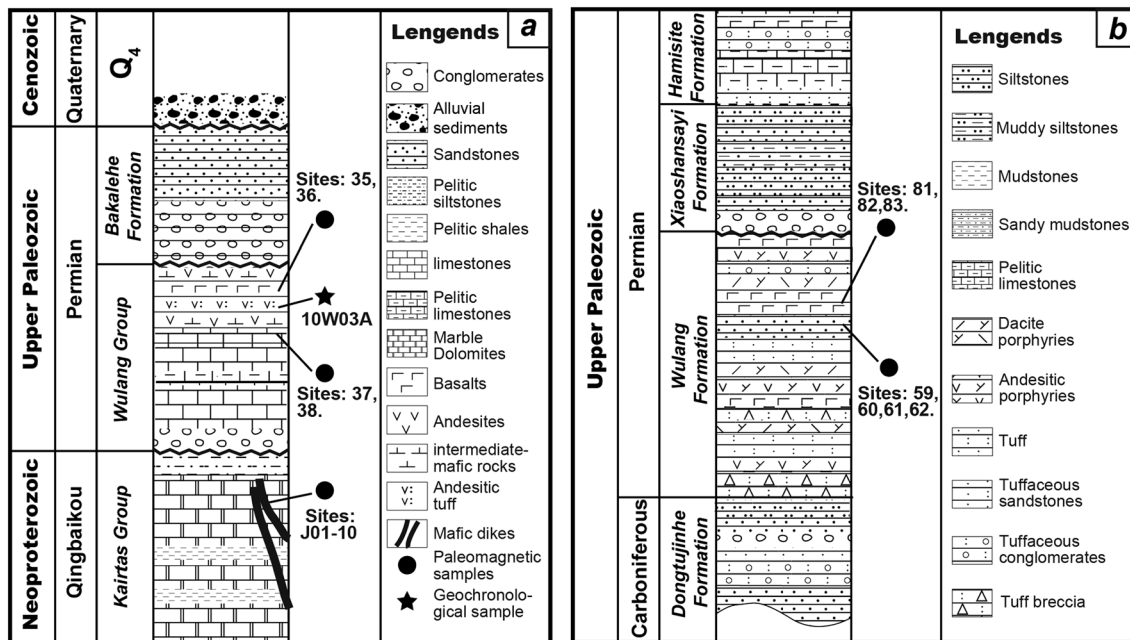 a
Lengends
Cenozoic
Quaternary
Q4
Upper Paleozoic
Permian
Bakalehe
Formation
Wulang Group
Neoproterozoic
Qingbaikou
Kairtas Group
Sites: 35,
36.
10W03A
Sites: 37,
38.
Sites:
J01-10
Conglomerates
Alluvial
sediments
Sandstones
Pelitic
siltstones
Pelitic shales
limestones
Pelitic
limestones
Marble
Dolomites
Basalts
Andesites
intermediate-
mafic rocks
Andesitic
tuff
Mafic dikes
Paleomagnetic
samples
Geochronolo-
gical sample
b
Lengends
Upper Paleozoic
Permian
Carboniferous
Hamisite
Formation
Xiaoshansayi
Formation
Wulang
Formation
Dongtujinhe
Formation
Sites: 81,
82,83.
Sites: 59,
60,61,62.
Siltstones
Muddy siltstones
Mudstones
Sandy mudstones
Pelitic
limestones
Dacite
porphyries
Andesitic
porphyries
Tuff
Tuffaceous
sandstones
Tuffaceous
conglomerates
Tuff breccia